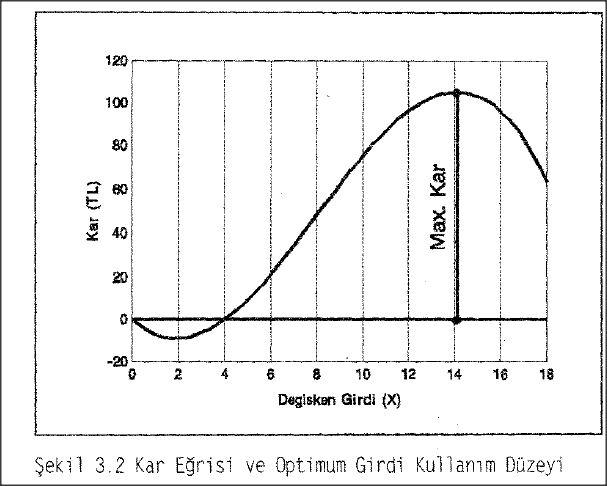 120
100
80
60
40
20
0
-20
Kar (TL)
Max. Kar
0 2 4 6 8 10 12 14 16 18
Degisken Girdi (X)
Şekil 3.2 Kar Eğrisi ve Optimum Girdi Kullanım Düzeyi